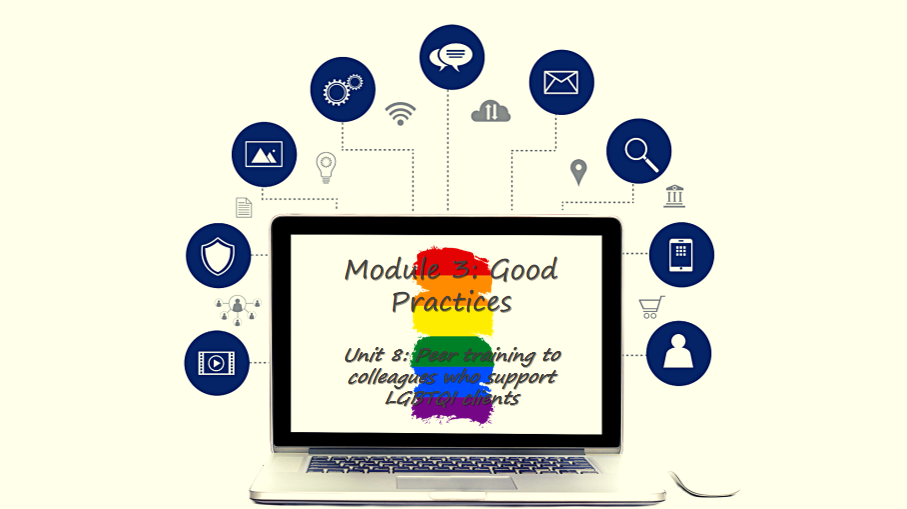 Module 3: Good
Practices
Unit 8: Peer training to
colleagues who support
LGBTQI clients